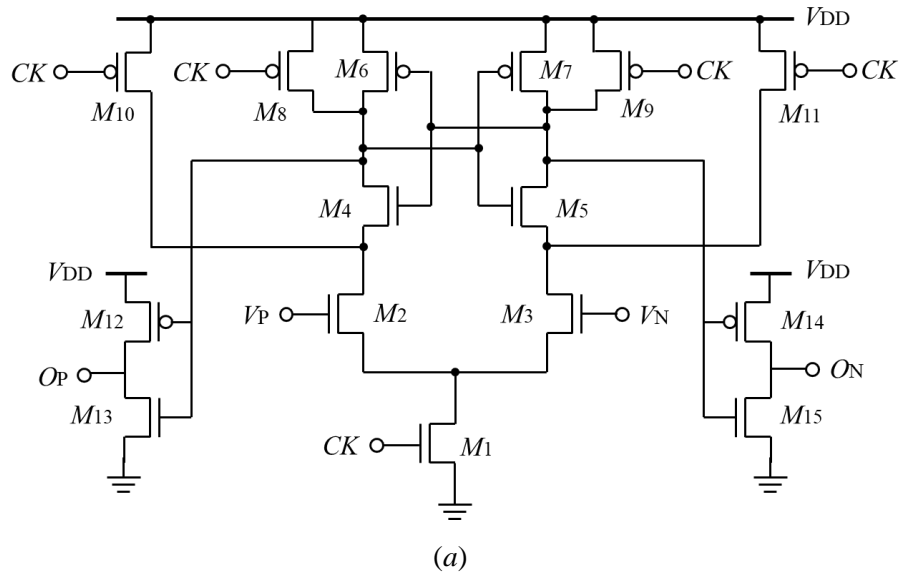 VDD
CK CK M6 M7 CK CK
M10 M8 M9 M11
M4 M5
VDD VDD
M12 VP M2 M3 VN M14
OP ON
M13 CK M1 M15
(a)